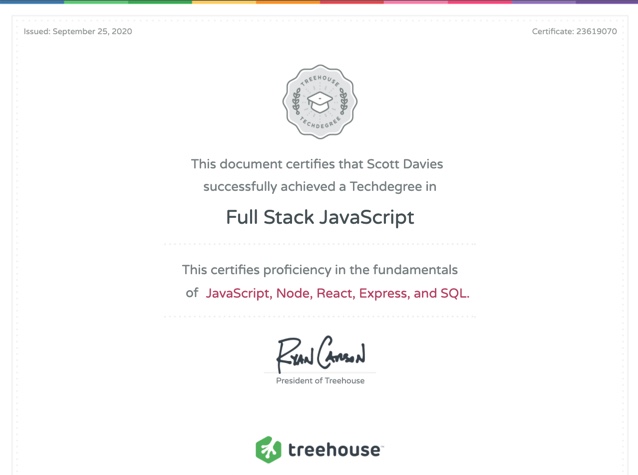 Issued: September 25, 2020
Certificate: 23619070
TREEHOUSE
TECHDEGREE
This document certifies that Scott Davies
successfully achieved a Techdegree in
Full Stack JavaScript
This certifies proficiency in the fundamentals
of JavaScript, Node, React, Express, and SQL.
Ryan Carson
President of Treehouse
treehouse™